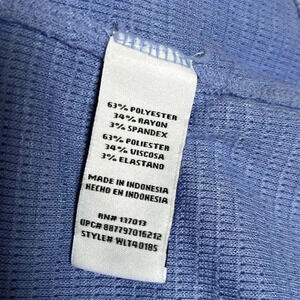 63% POLYESTER
34% RAYON
3% SPANDEX
63% POLIESTER
34% VISCOSA
3% ELASTANO
MADE IN INDONESIA
HECHO EN INDONESIA
RN# 137013
GPC# 887797016212
STYLE# WLT40185